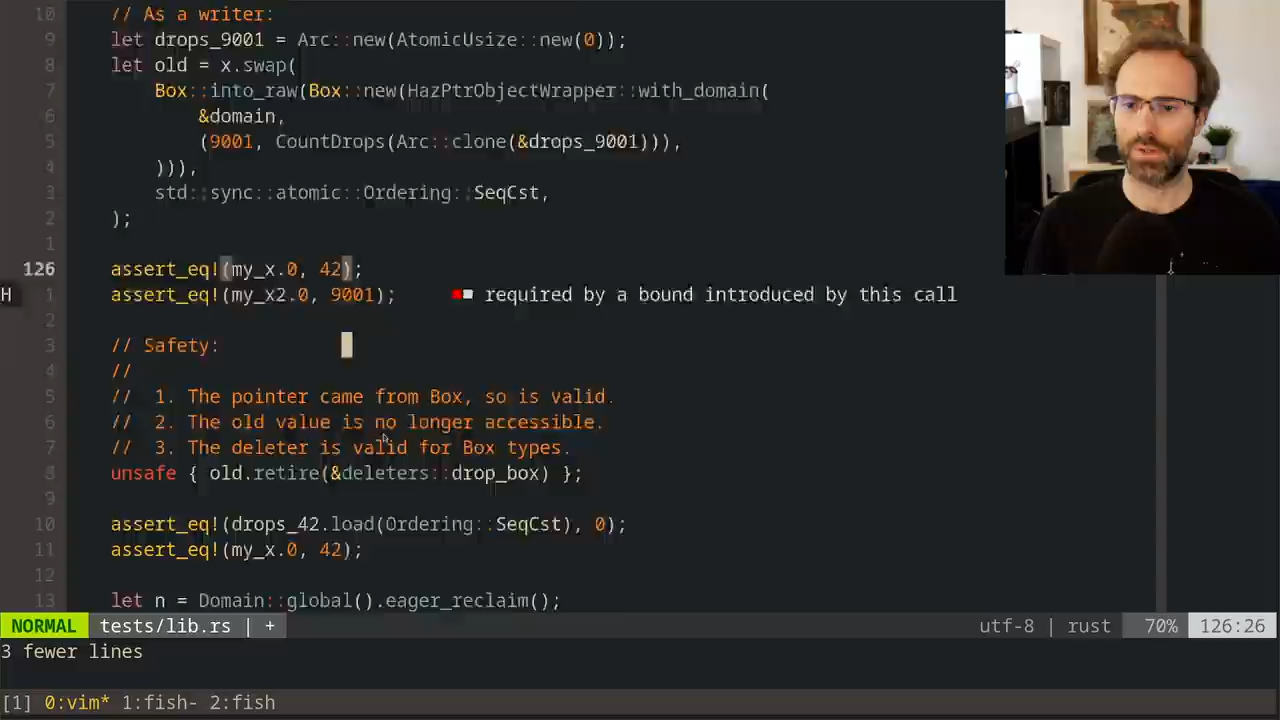 10 // As a writer:
9 let drops_9001 = Arc::new(AtomicUsize::new(0));
8 let old = x.swap(
7 Box::into_raw(Box::new(HazPtrObjectWrapper::with_domain(
6 &domain,
5 (9001, CountDrops(Arc::clone(&drops_9001))),
4 ))),
3 std::sync::atomic::Ordering::SeqCst,
2 );
1
126 assert_eq!(my_x.0, 42);
H 1 assert_eq!(my_x2.0, 9001); required by a bound introduced by this call
2
3 // Safety:
4 //
5 // 1. The pointer came from Box, so is valid.
6 // 2. The old value is no longer accessible.
7 // 3. The deleter is valid for Box types.
8 unsafe { old.retire(&deleters::drop_box) };
9
10 assert_eq!(drops_42.load(Ordering::SeqCst), 0);
11 assert_eq!(my_x.0, 42);
12
13 let n = Domain::global().eager_reclaim();
NORMAL tests/lib.rs | + utf-8 | rust 70% 126:26
3 fewer lines
[1] 0:vim* 1:fish- 2:fish